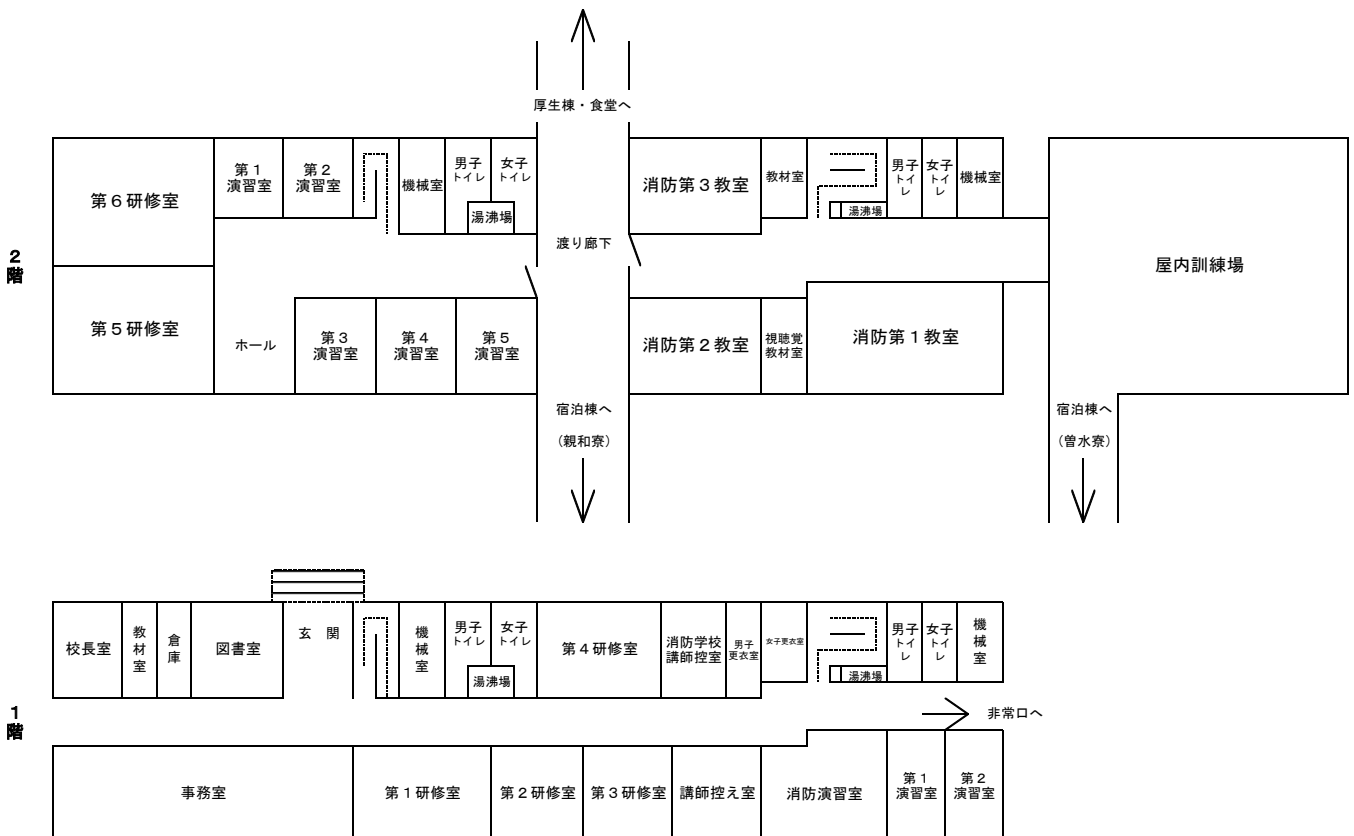 厚生棟・食堂へ
２階
第６研修室
第１
演習室
第２
演習室
機械室
男子
トイレ
女子
トイレ
湯沸場
渡り廊下
消防第３教室
教材室
湯沸場
男子
トイ
レ
女子
トイ
レ
機械室
屋内訓練場
第５研修室
ホール
第３
演習室
第４
演習室
第５
演習室
消防第２教室
視聴覚
教材室
消防第１教室
宿泊棟へ
（親和寮）
宿泊棟へ
（曽水寮）
１階
校長室
教
材
室
倉
庫
図書室
玄　関
機
械
室
男子
トイレ
女子
トイレ
湯沸場
第４研修室
消防学校
講師控室
男子
更衣室
女子更衣室
湯沸場
男子
トイ
レ
女子
トイ
レ
機
械
室
非常口へ
事務室
第１研修室
第２研修室
第３研修室
講師控え室
消防演習室
第１
演習室
第２
演習室